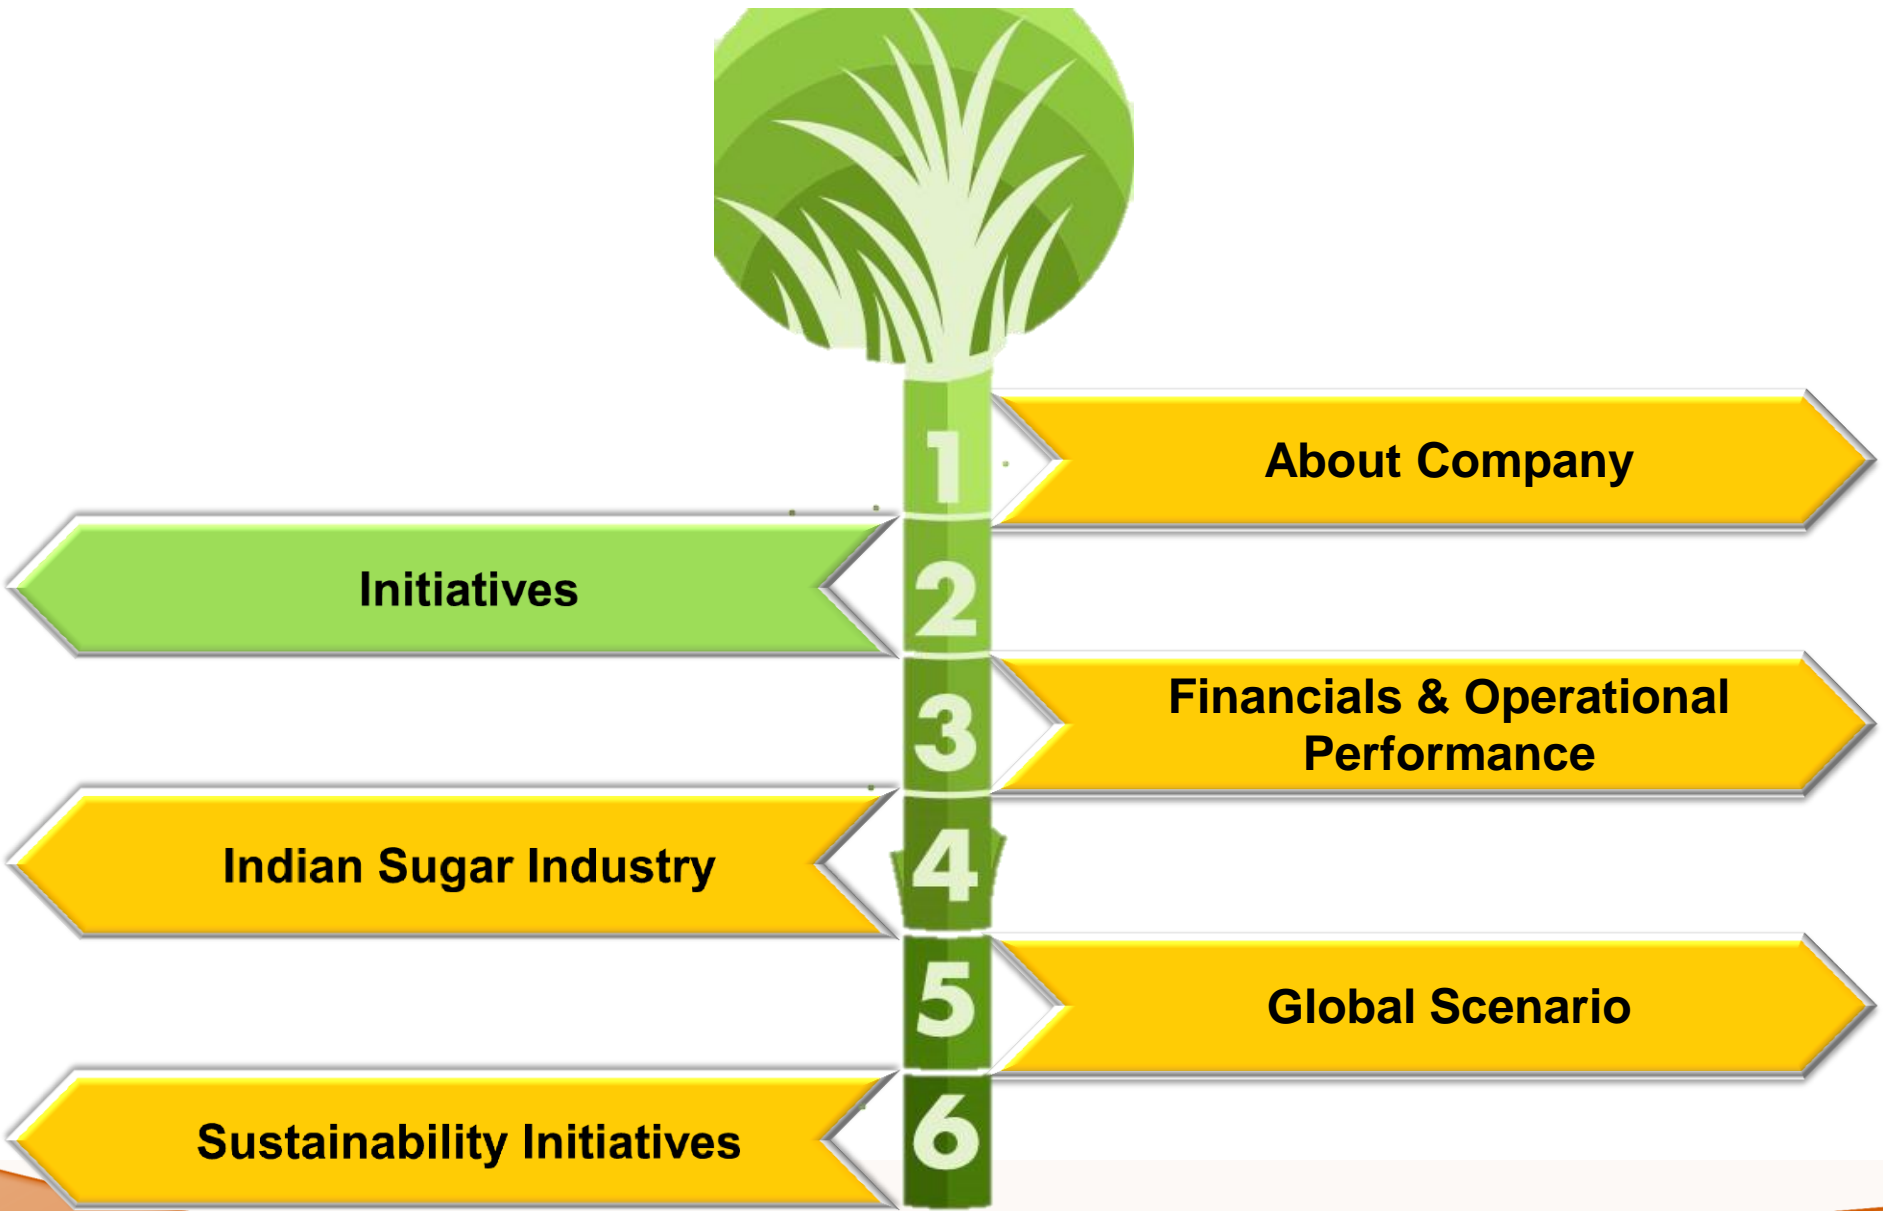 1
About Company
Initiatives
2
3
Financials & Operational
Performance
Indian Sugar Industry
4
5
Global Scenario
Sustainability Initiatives
6